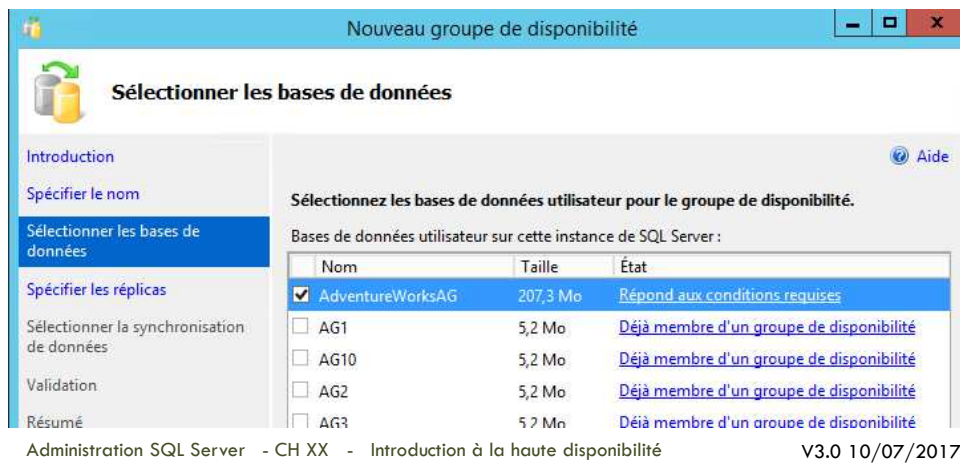 Nouveau groupe de disponibilité
Sélectionner les bases de données
Introduction
Spécifier le nom
Sélectionner les bases de
données
Spécifier les réplicas
Sélectionner la synchronisation
de données
Validation
Résumé
Aide
Sélectionnez les bases de données utilisateur pour le groupe de disponibilité.
Bases de données utilisateur sur cette instance de SQL Server :
Nom Taille État
AdventureWorksAG 207,3 Mo Répond aux conditions requises
AG1 5,2 Mo Déjà membre d'un groupe de disponibilité
AG10 5,2 Mo Déjà membre d'un groupe de disponibilité
AG2 5,2 Mo Déjà membre d'un groupe de disponibilité
AG3 5,2 Mo Déjà membre d'un groupe de disponibilité
Administration SQL Server - CH XX - Introduction à la haute disponibilité V3.0 10/07/2017